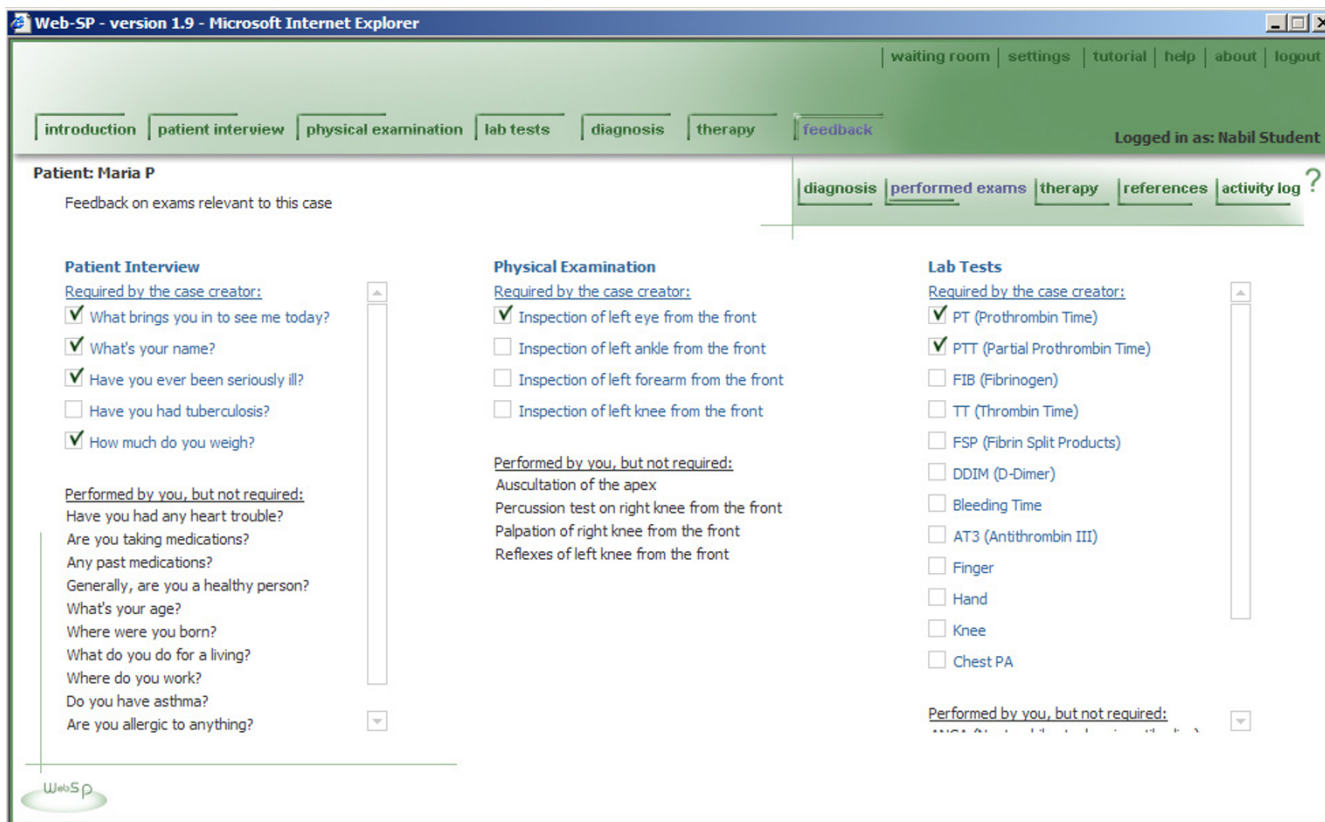 Web-SP - version 1.9 - Microsoft Internet Explorer
waiting room | settings | tutorial | help | about | logout
introduction patient interview physical examination lab tests diagnosis therapy feedback
Logged in as: Nabil Student
Patient: Maria P
Feedback on exams relevant to this case
diagnosis performed exams therapy references activity log ?
Patient Interview
Required by the case creator:
What brings you in to see me today?
What's your name?
Have you ever been seriously ill?
Have you had tuberculosis?
How much do you weigh?
Performed by you, but not required:
Have you had any heart trouble?
Are you taking medications?
Any past medications?
Generally, are you a healthy person?
What's your age?
Where were you born?
What do you do for a living?
Where do you work?
Do you have asthma?
Are you allergic to anything?
Physical Examination
Required by the case creator:
Inspection of left eye from the front
Inspection of left ankle from the front
Inspection of left forearm from the front
Inspection of left knee from the front
Performed by you, but not required:
Auscultation of the apex
Percussion test on right knee from the front
Palpation of right knee from the front
Reflexes of left knee from the front
Lab Tests
Required by the case creator:
PT (Prothrombin Time)
PTT (Partial Prothrombin Time)
FIB (Fibrinogen)
TT (Thrombin Time)
FSP (Fibrin Split Products)
DDIM (D-Dimer)
Bleeding Time
AT3 (Antithrombin III)
Finger
Hand
Knee
Chest PA
Performed by you, but not required:
WebSp